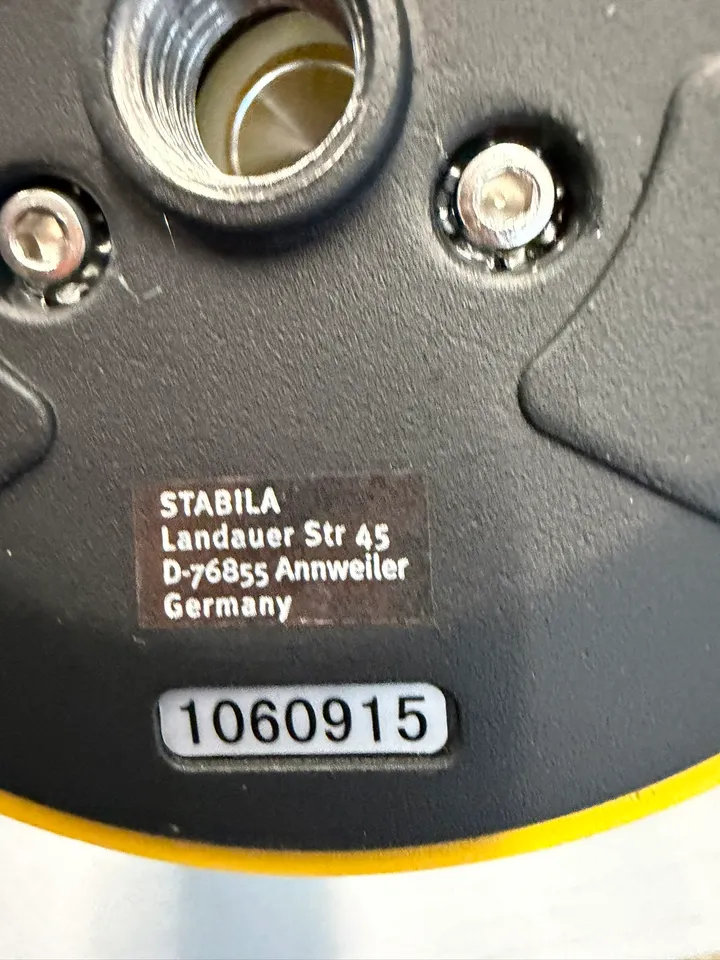 STABILA
Landauer Str 45
D-76855 Annweiler
Germany
1060915